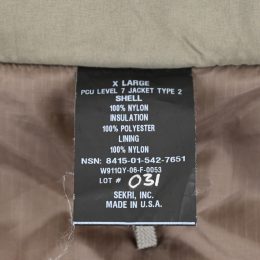 X LARGE
PCU LEVEL 7 JACKET TYPE 2
SHELL
100% NYLON
INSULATION
100% POLYESTER
LINING
100% NYLON
NSN: 8415-01-542-7651
W911QY-06-F-0053
LOT # 031
SEKRI, INC.
MADE IN U.S.A.